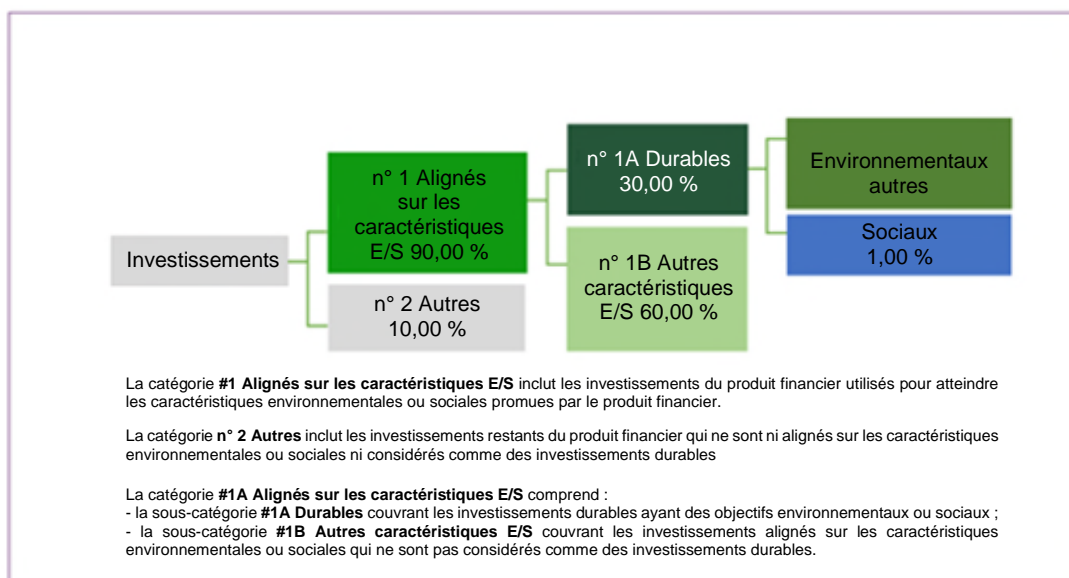 Investissements
n° 1 Alignés
sur les
caractéristiques
E/S 90,00 %
n° 2 Autres
10,00 %
n° 1A Durables
30,00 %
n° 1B Autres
caractéristiques
E/S 60,00 %
Environnementaux
autres
Sociaux
1,00 %
La catégorie #1 Alignés sur les caractéristiques E/S inclut les investissements du produit financier utilisés pour atteindre
les caractéristiques environnementales ou sociales promues par le produit financier.
La catégorie n° 2 Autres inclut les investissements restants du produit financier qui ne sont ni alignés sur les caractéristiques
environnementales ou sociales ni considérés comme des investissements durables
La catégorie #1A Alignés sur les caractéristiques E/S comprend :
- la sous-catégorie #1A Durables couvrant les investissements durables ayant des objectifs environnementaux ou sociaux ;
- la sous-catégorie #1B Autres caractéristiques E/S couvrant les investissements alignés sur les caractéristiques
environnementales ou sociales qui ne sont pas considérés comme des investissements durables.